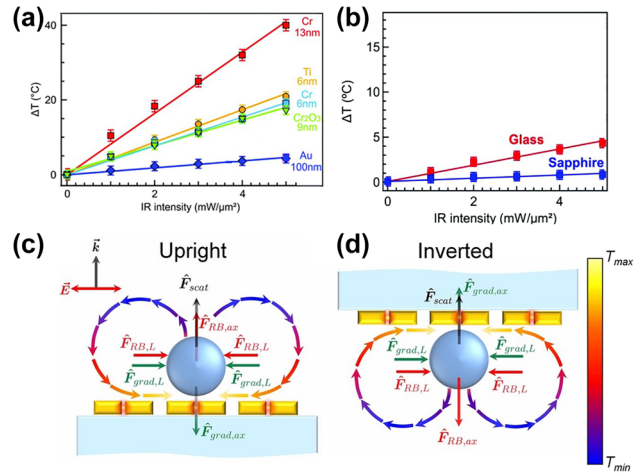 (a)
40
20
0
ΔT (°C)
0
2
4
IR intensity (mW/µm²)
Cr
13nm
Ti
6nm
Cr
6nm
Cr₂O₃
9nm
Au
100nm
(b)
15
10
5
0
ΔT (°C)
0
2
4
IR intensity (mW/µm²)
Glass
Sapphire
(c)
Upright
k⃗
E⃗
F̂scat
F̂RB,ax
F̂RB,L
F̂RB,L
F̂grad,L
F̂grad,L
F̂grad,ax
(d)
Inverted
F̂grad,ax
F̂scat
F̂grad,L
F̂grad,L
F̂RB,L
F̂RB,L
F̂RB,ax
Tmax
Tmin